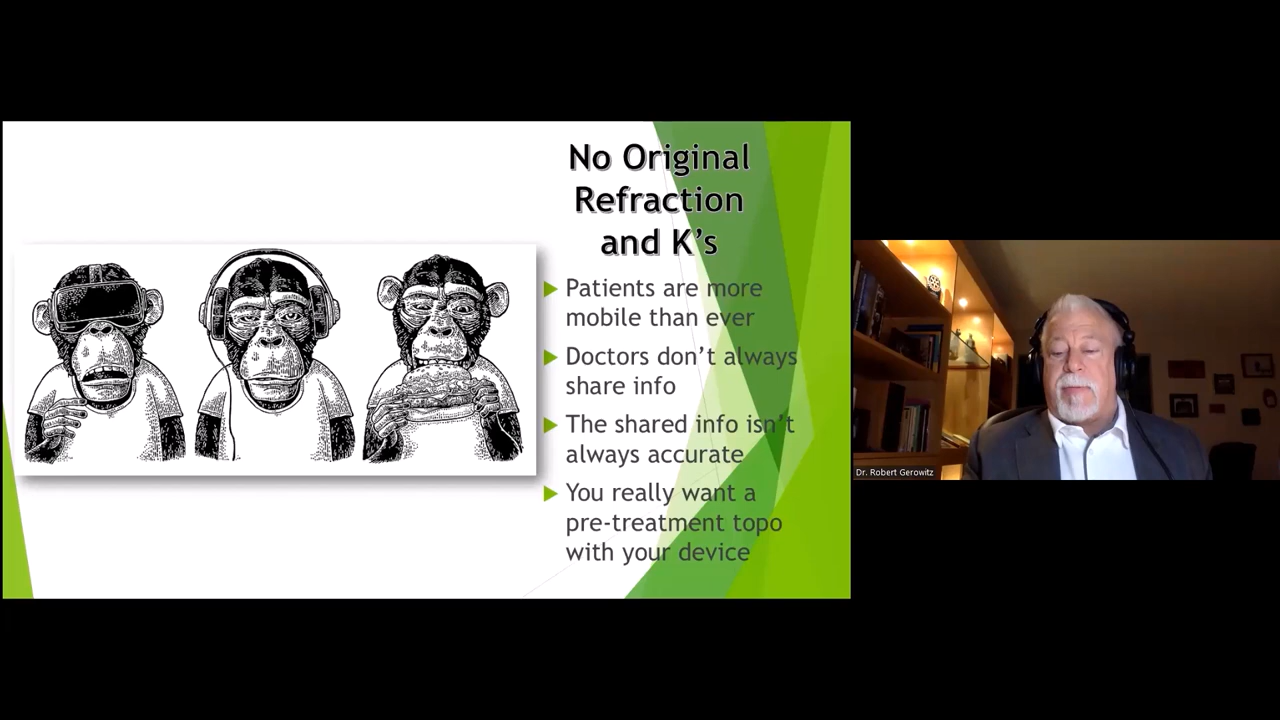 No Original
Refraction
and K's
Patients are more
mobile than ever
Doctors don't always
share info
The shared info isn't
always accurate
You really want a
pre-treatment topo
with your device
Dr. Robert Gerowitz